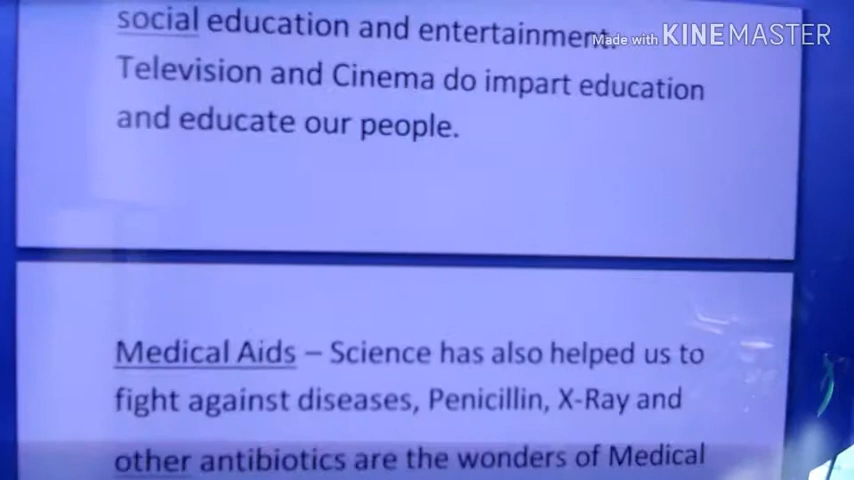 social education and entertainment.
Made with KINEMASTER
Television and Cinema do impart education
and educate our people.
Medical Aids – Science has also helped us to
fight against diseases, Penicillin, X-Ray and
other antibiotics are the wonders of Medical